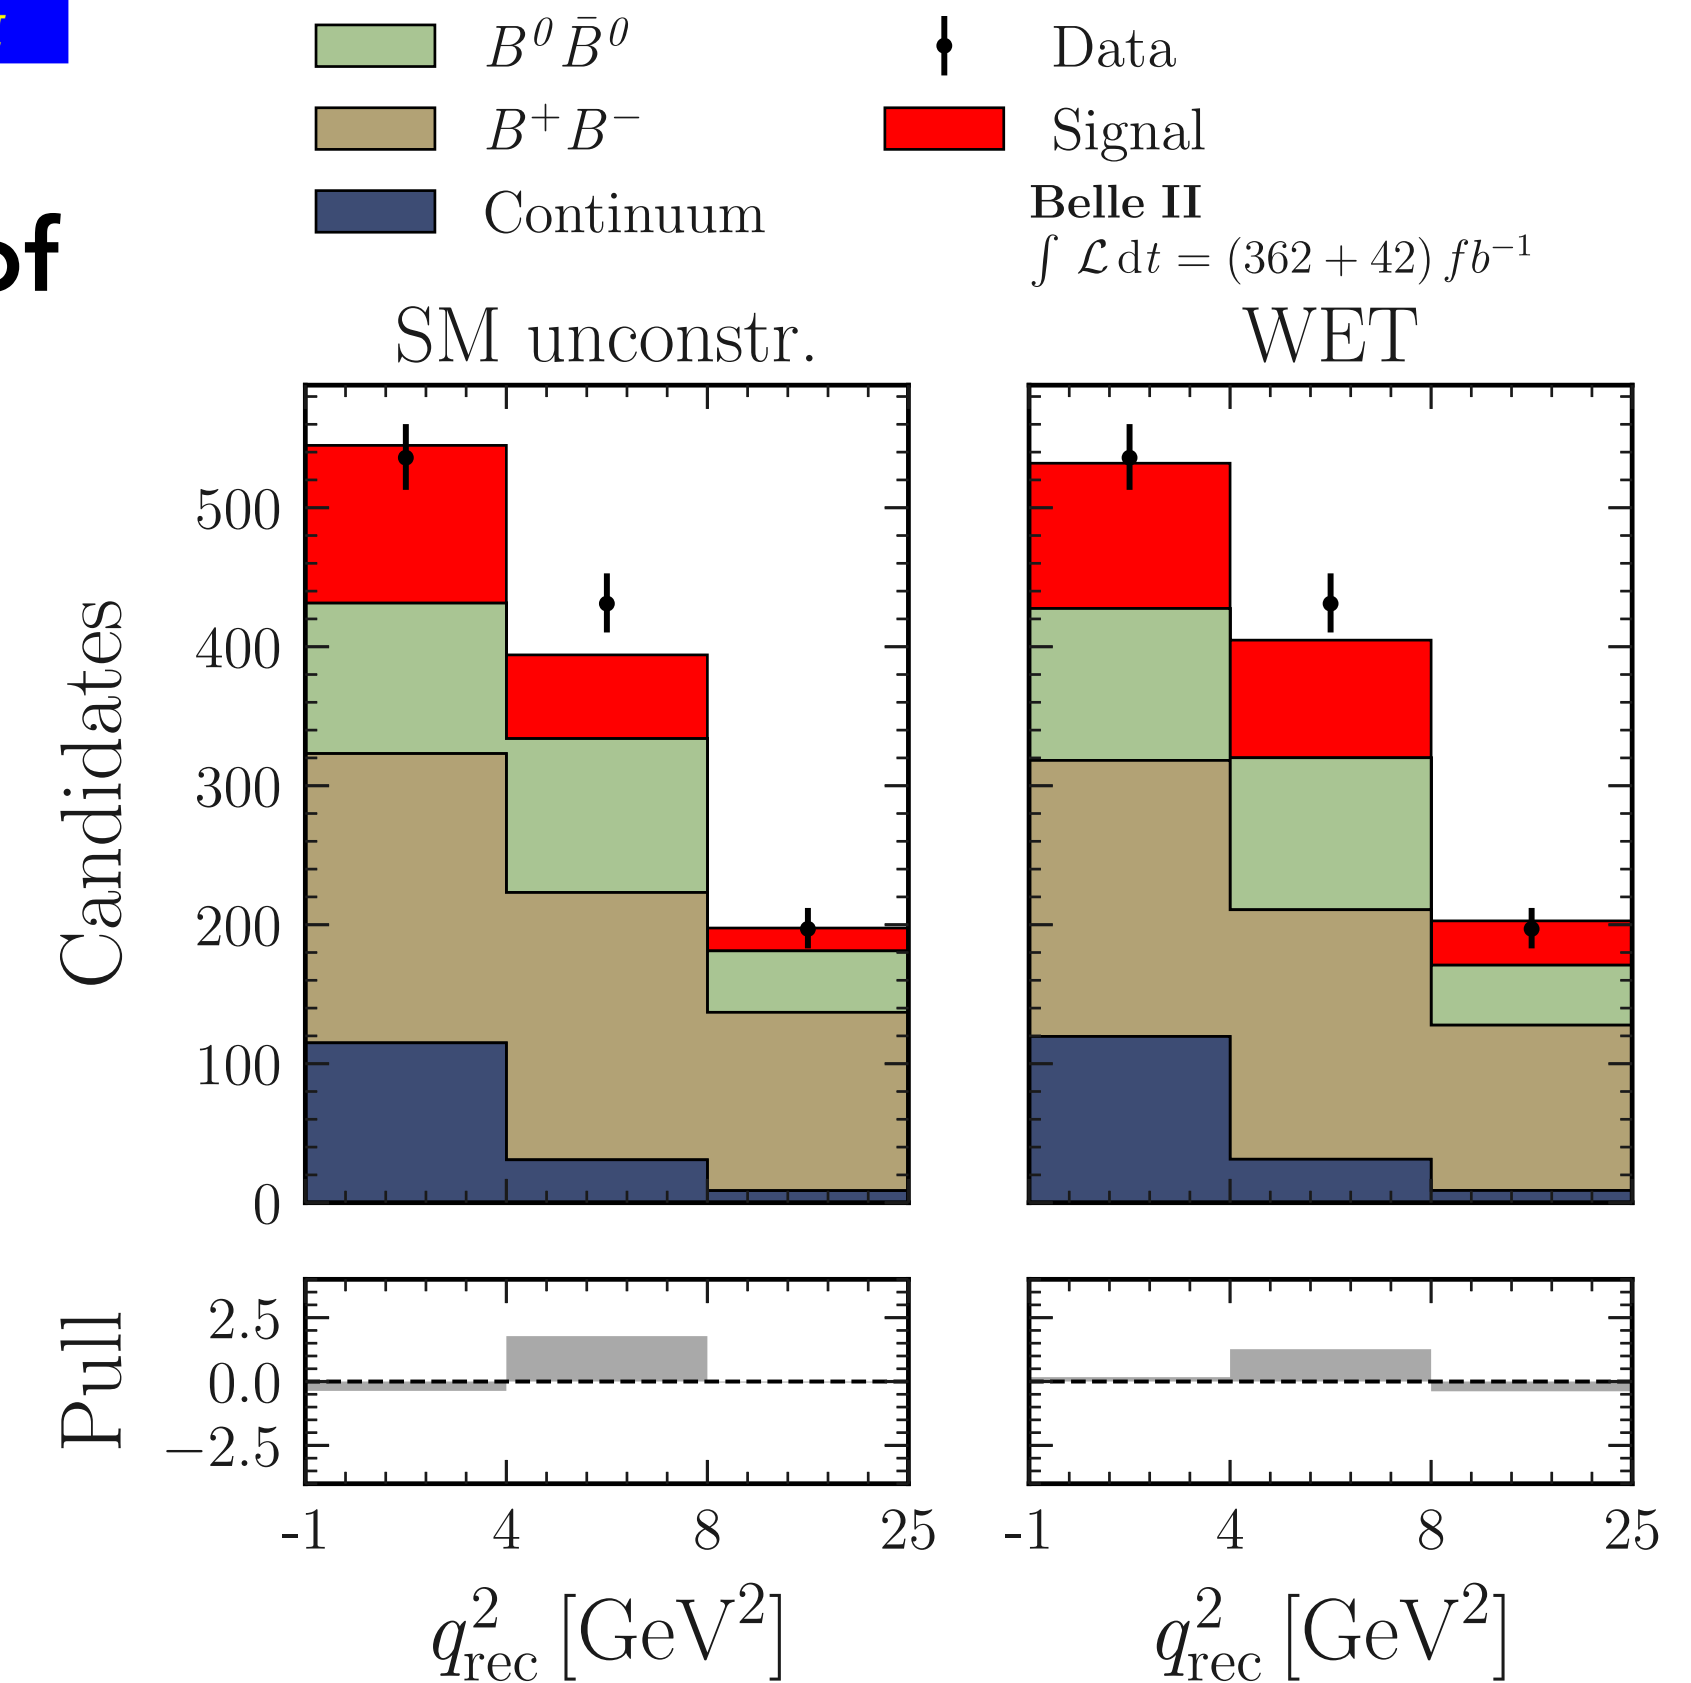 of
B⁰B̄⁰
Data
B⁺B⁻
Signal
Continuum
Belle II
∫ ℒ dt = (362 + 42) fb⁻¹
SM unconstr.
WET
Candidates
500
400
300
200
100
0
Pull
2.5
0.0
−2.5
-1 4 8 25
-1 4 8 25
q²rec [GeV²]
q²rec [GeV²]